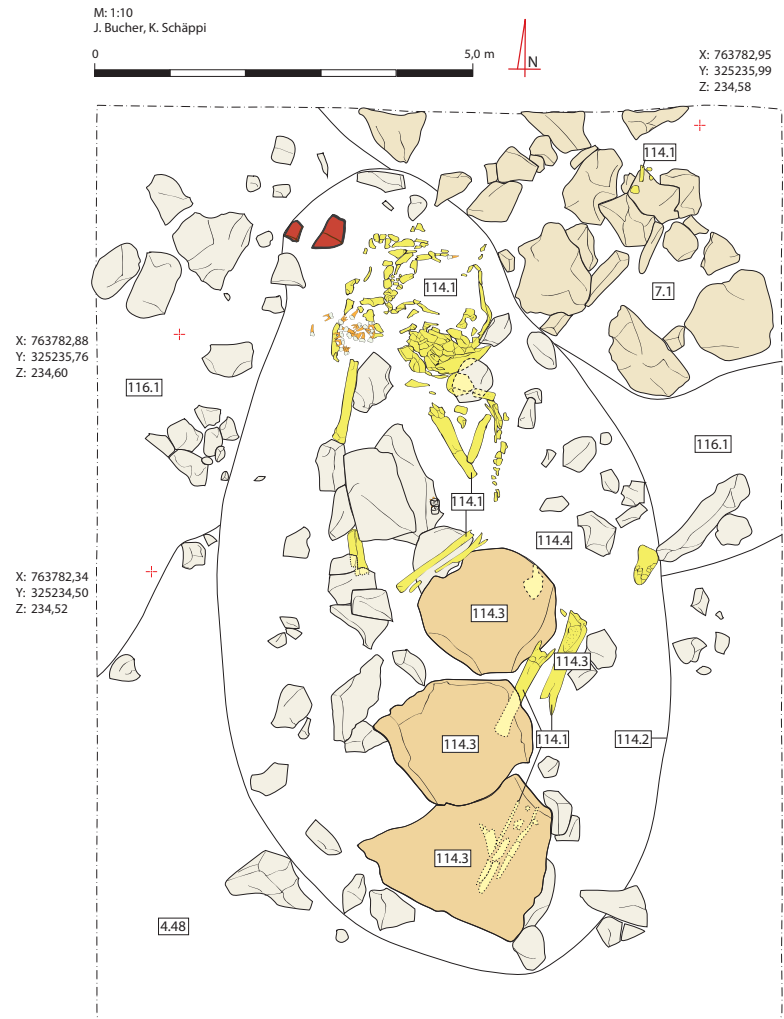 M: 1:10
J. Bucher, K. Schäppi
0
5,0 m
N
X: 763782,95
Y: 325235,99
Z: 234,58
114.1
114.1
7.1
X: 763782,88
Y: 325235,76
Z: 234,60
116.1
116.1
114.1
114.4
X: 763782,34
Y: 325234,50
Z: 234,52
114.3
114.3
114.3
114.1
114.2
114.3
4.48